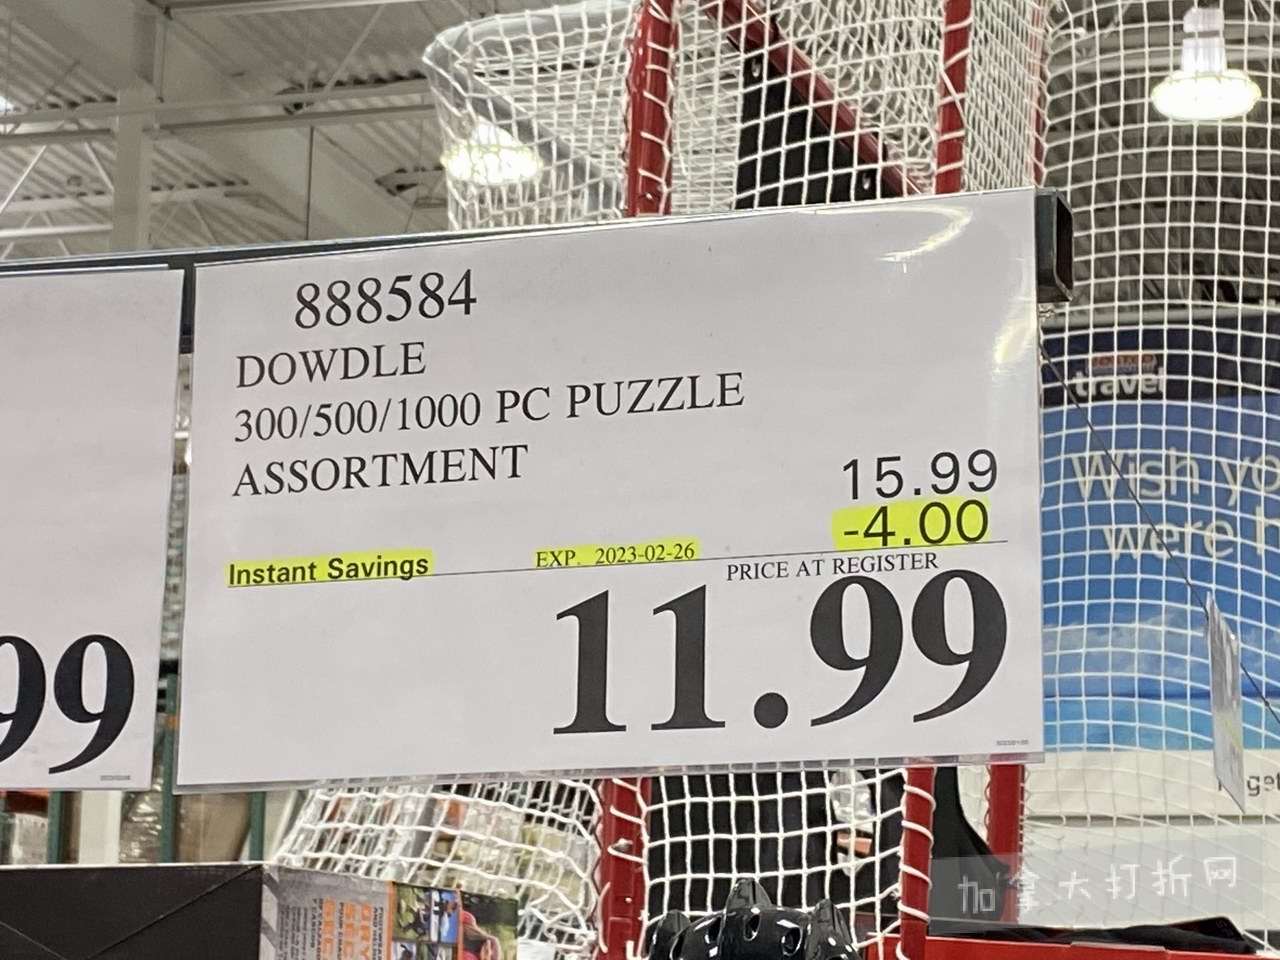 888584
DOWDLE
300/500/1000 PC PUZZLE
ASSORTMENT
15.99
-4.00
Instant Savings EXP. 2023-02-26
PRICE AT REGISTER
11.99
99
travel
Wish yo
were h
加拿大打折网